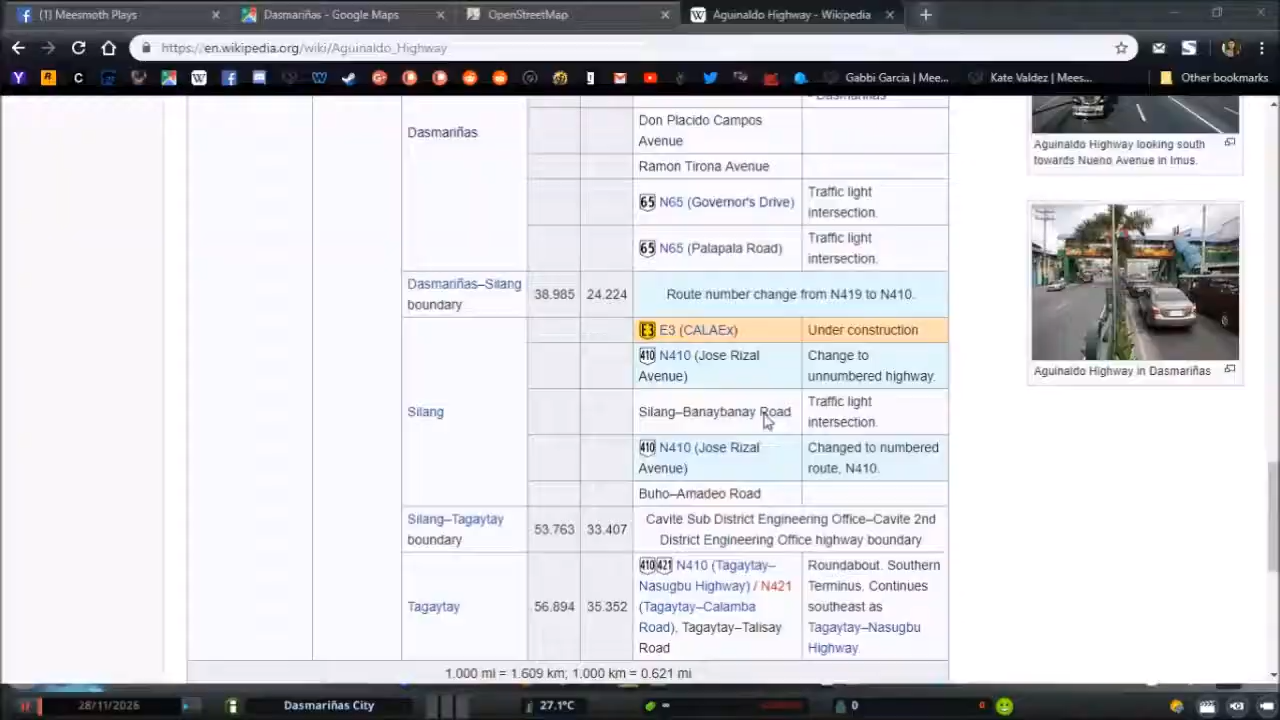 (1) Meesmoth Plays
Dasmariñas - Google Maps
OpenStreetMap
Aguinaldo Highway - Wikipedia
https://en.wikipedia.org/wiki/Aguinaldo_Highway
Gabbi Garcia | Mee...
Kate Valdez | Mees...
Other bookmarks
Dasmariñas
- Dasmariñas
Don Placido Campos
Avenue
Ramon Tirona Avenue
65 N65 (Governor's Drive)
Traffic light
intersection.
65 N65 (Palapala Road)
Traffic light
intersection.
Dasmariñas–Silang
boundary
38.985
24.224
Route number change from N419 to N410.
Silang
E3 E3 (CALAEx)
Under construction
410 N410 (Jose Rizal
Avenue)
Change to
unnumbered highway.
Silang–Banaybanay Road
Traffic light
intersection.
410 N410 (Jose Rizal
Avenue)
Changed to numbered
route, N410.
Buho–Amadeo Road
Silang–Tagaytay
boundary
53.763
33.407
Cavite Sub District Engineering Office–Cavite 2nd
District Engineering Office highway boundary
Tagaytay
56.894
35.352
410 421 N410 (Tagaytay–
Nasugbu Highway) / N421
(Tagaytay–Calamba
Road), Tagaytay–Talisay
Road
Roundabout. Southern
Terminus. Continues
southeast as
Tagaytay–Nasugbu
Highway.
1.000 mi = 1.609 km; 1.000 km = 0.621 mi
Aguinaldo Highway looking south
towards Nueno Avenue in Imus.
Aguinaldo Highway in Dasmariñas
28/11/2026
Dasmariñas City
27.1°C
0
0